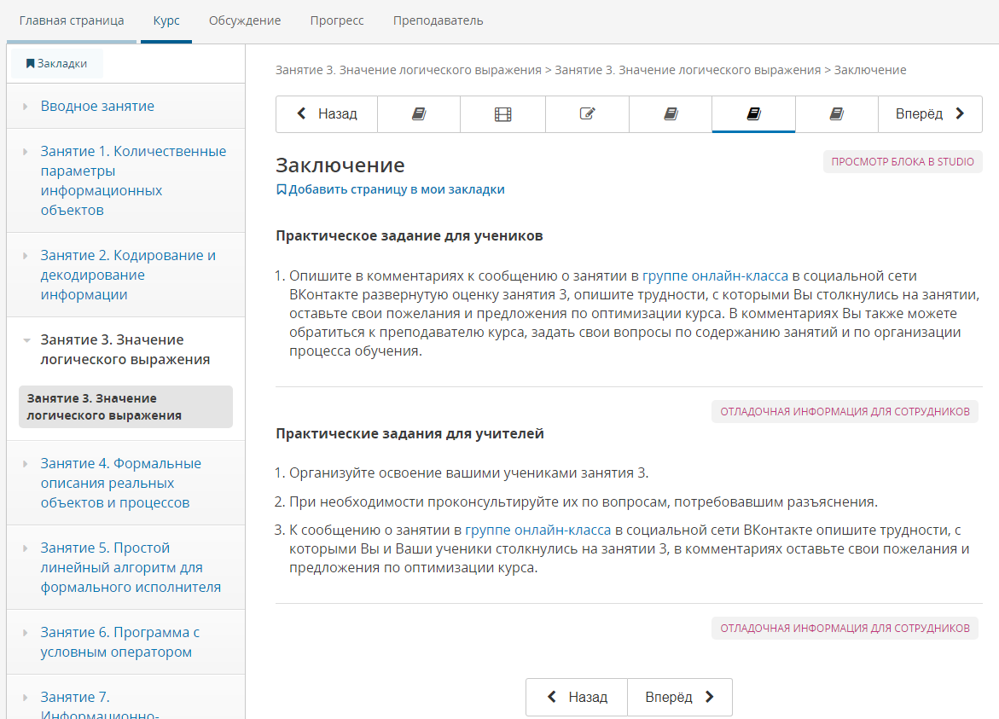 Главная страница Курс Обсуждение Прогресс Преподаватель
Закладки
Вводное занятие
Занятие 1. Количественные
параметры
информационных
объектов
Занятие 2. Кодирование и
декодирование
информации
Занятие 3. Значение
логического выражения
Занятие 3. Значение
логического выражения
Занятие 4. Формальные
описания реальных
объектов и процессов
Занятие 5. Простой
линейный алгоритм для
формального исполнителя
Занятие 6. Программа с
условным оператором
Занятие 7.
Информационно-
Занятие 3. Значение логического выражения > Занятие 3. Значение логического выражения > Заключение
Назад Вперёд
Заключение
ПРОСМОТР БЛОКА В STUDIO
Добавить страницу в мои закладки
Практическое задание для учеников
1. Опишите в комментариях к сообщению о занятии в группе онлайн-класса в социальной сети
ВКонтакте развернутую оценку занятия 3, опишите трудности, с которыми Вы столкнулись на занятии,
оставьте свои пожелания и предложения по оптимизации курса. В комментариях Вы также можете
обратиться к преподавателю курса, задать свои вопросы по содержанию занятий и по организации
процесса обучения.
ОТЛАДОЧНАЯ ИНФОРМАЦИЯ ДЛЯ СОТРУДНИКОВ
Практические задания для учителей
1. Организуйте освоение вашими учениками занятия 3.
2. При необходимости проконсультируйте их по вопросам, потребовавшим разъяснения.
3. К сообщению о занятии в группе онлайн-класса в социальной сети ВКонтакте опишите трудности, с
которыми Вы и Ваши ученики столкнулись на занятии 3, в комментариях оставьте свои пожелания и
предложения по оптимизации курса.
ОТЛАДОЧНАЯ ИНФОРМАЦИЯ ДЛЯ СОТРУДНИКОВ
Назад Вперёд